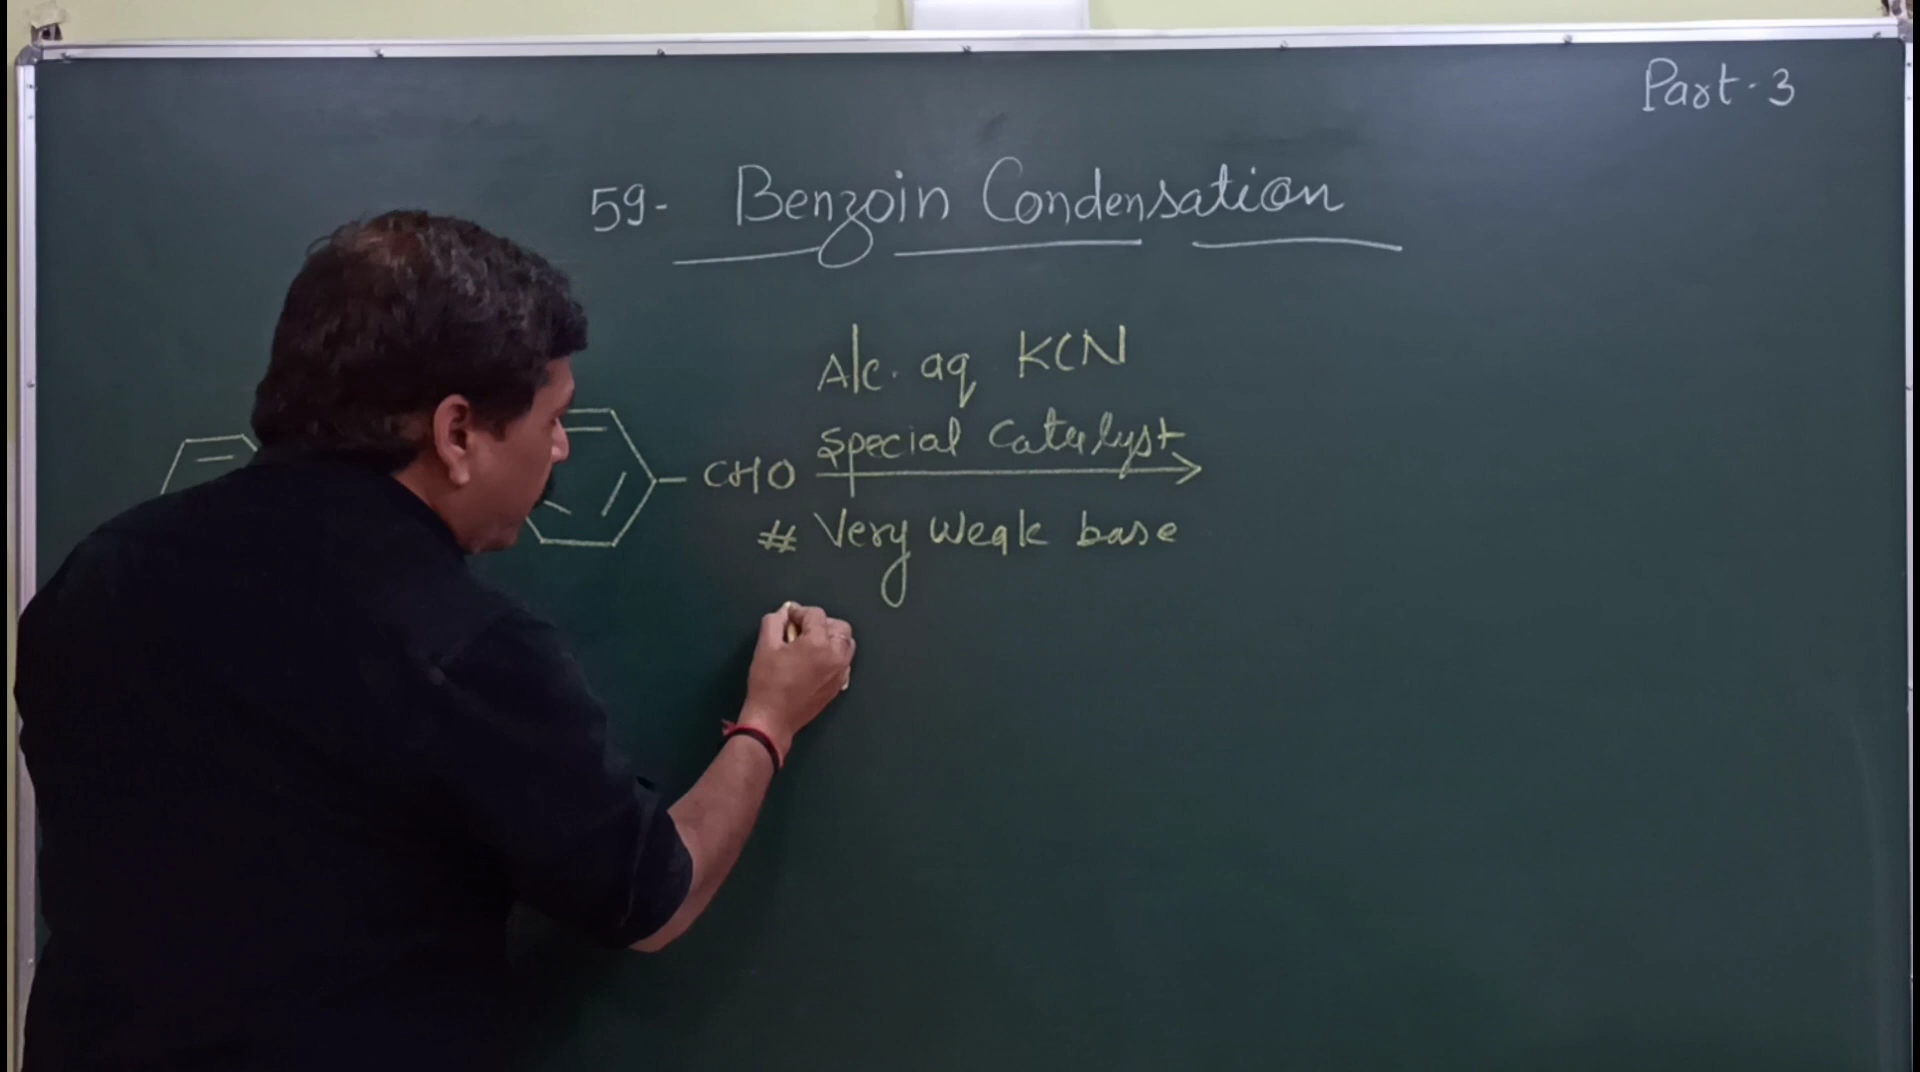 Part-3
59- Benzoin Condensation
Alc. aq KCN
Special Catalyst
CHO
# Very weak base